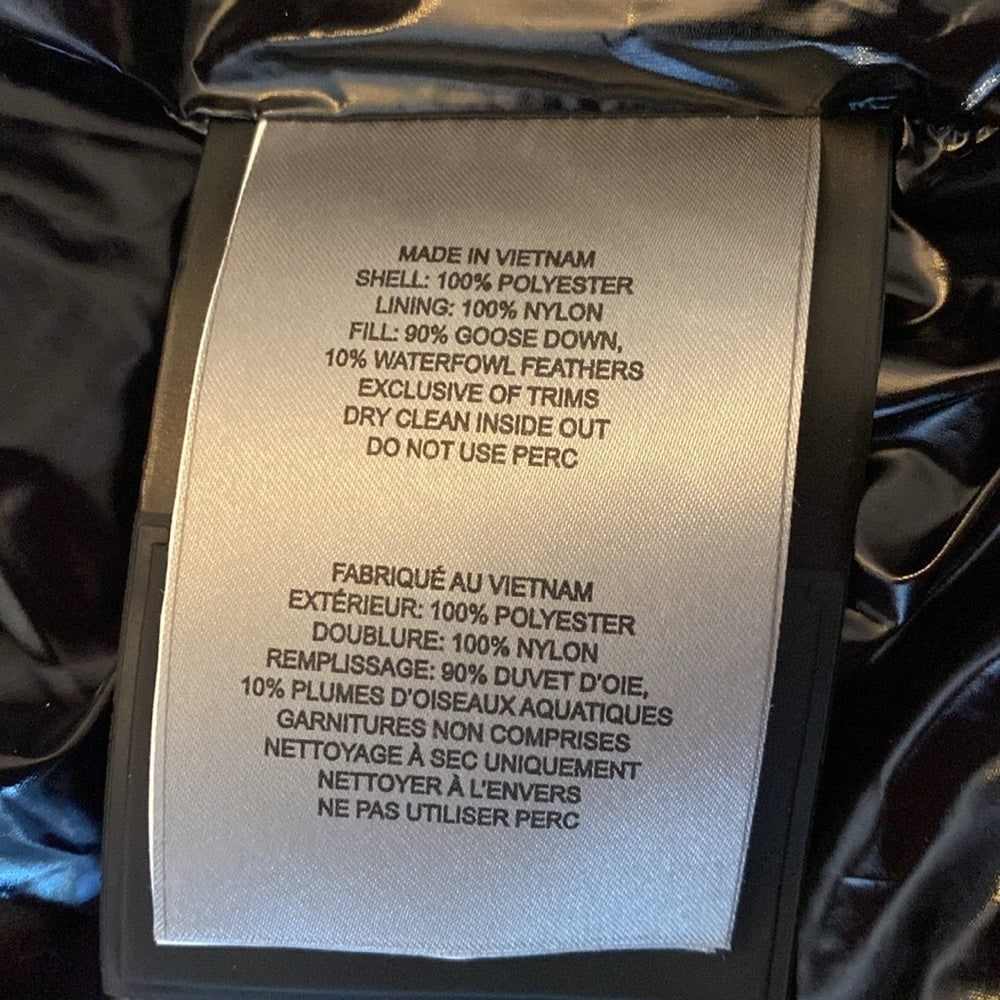 MADE IN VIETNAM
SHELL: 100% POLYESTER
LINING: 100% NYLON
FILL: 90% GOOSE DOWN,
10% WATERFOWL FEATHERS
EXCLUSIVE OF TRIMS
DRY CLEAN INSIDE OUT
DO NOT USE PERC
FABRIQUÉ AU VIETNAM
EXTÉRIEUR: 100% POLYESTER
DOUBLURE: 100% NYLON
REMPLISSAGE: 90% DUVET D'OIE,
10% PLUMES D'OISEAUX AQUATIQUES
GARNITURES NON COMPRISES
NETTOYAGE À SEC UNIQUEMENT
NETTOYER À L'ENVERS
NE PAS UTILISER PERC